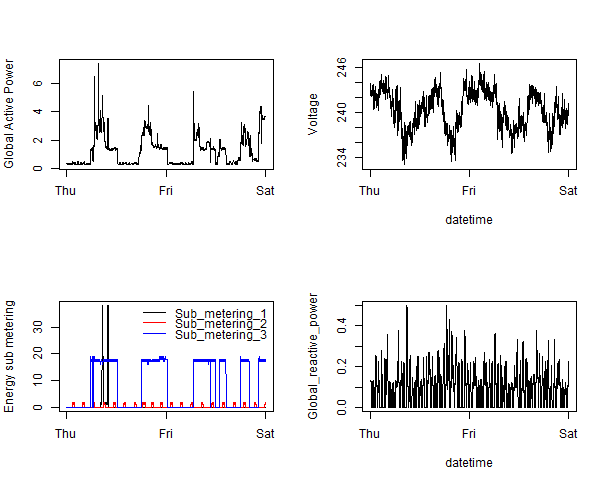 Global Active Power
6
4
2
0
Thu
Fri
Sat
Voltage
246
240
234
Thu
Fri
Sat
datetime
Energy sub metering
30
20
10
0
Sub_metering_1
Sub_metering_2
Sub_metering_3
Thu
Fri
Sat
Global_reactive_power
0.4
0.2
0.0
Thu
Fri
Sat
datetime